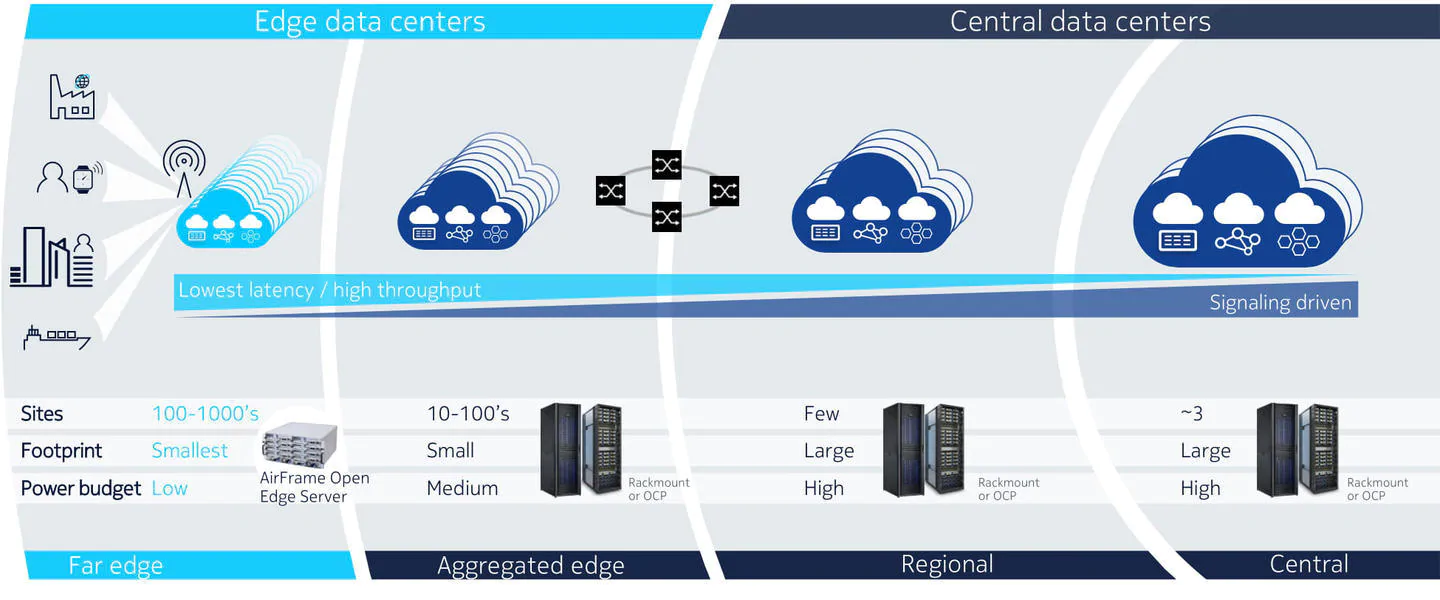 Edge data centers
Central data centers
Lowest latency / high throughput
Signaling driven
Sites
100-1000's
10-100's
Few
~3
Footprint
Smallest
Small
Large
Large
Power budget
Low
Medium
High
High
AirFrame Open
Edge Server
Rackmount
or OCP
Rackmount
or OCP
Rackmount
or OCP
Far edge
Aggregated edge
Regional
Central